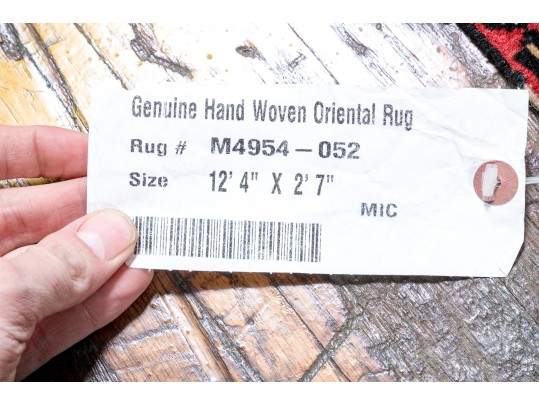 Genuine Hand Woven Oriental Rug
Rug # M4954-052
Size 12' 4" X 2' 7"
MIC